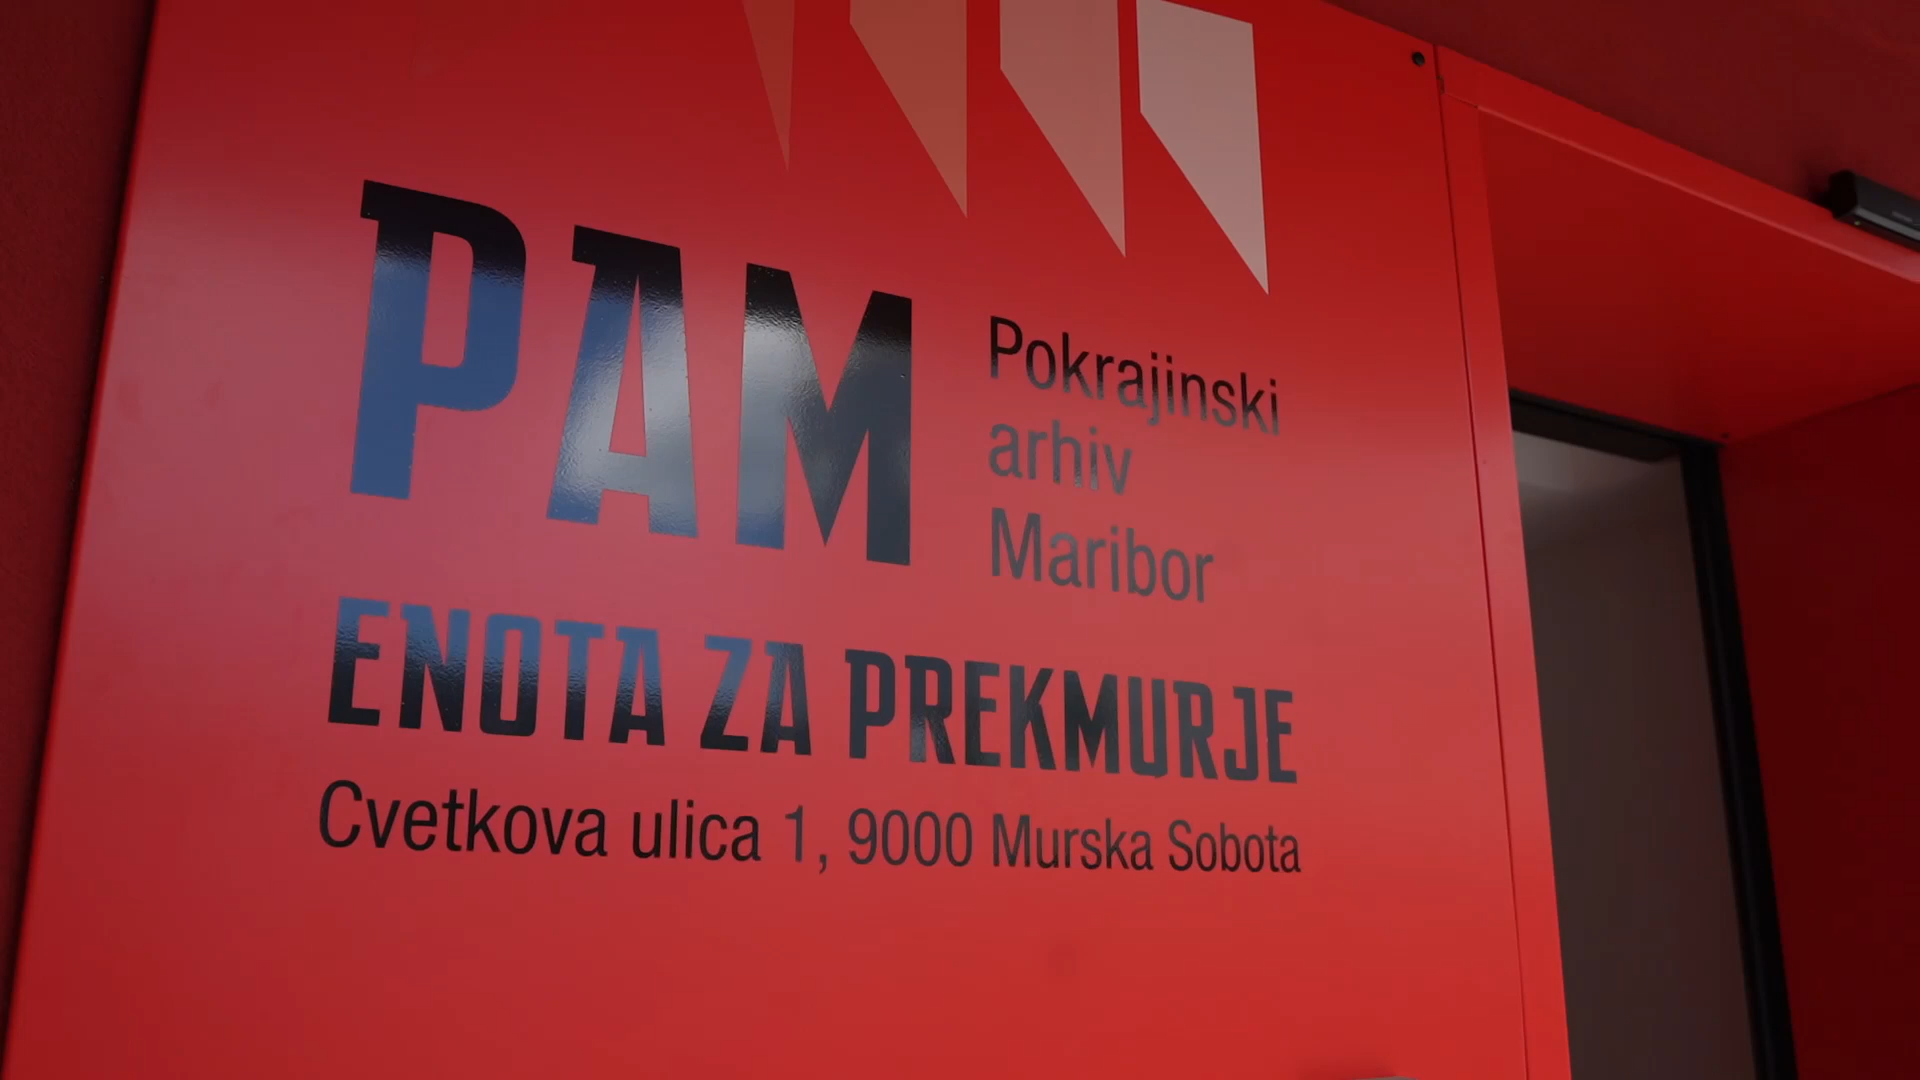 PAM
Pokrajinski
arhiv
Maribor
ENOTA ZA PREKMURJE
Cvetkova ulica 1, 9000 Murska Sobota